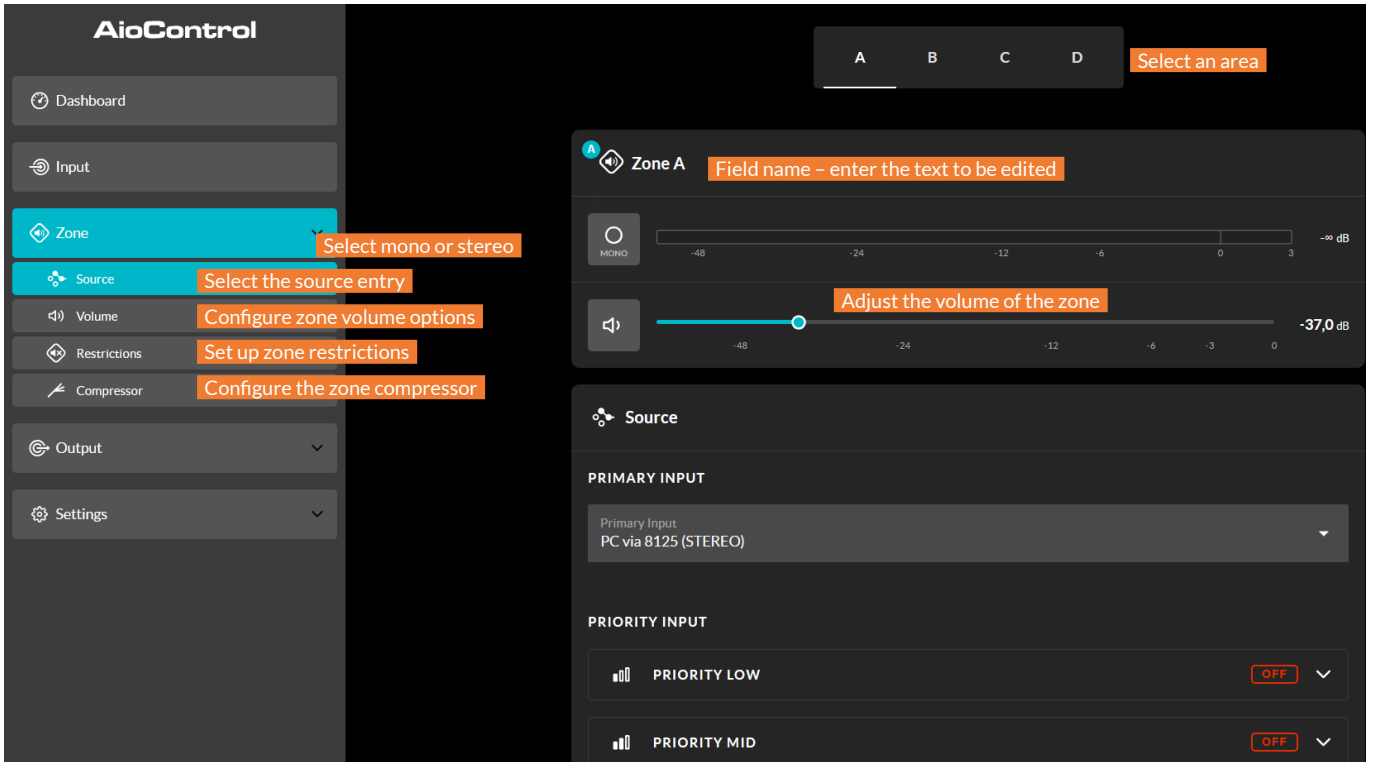 AioControl
Dashboard
Input
Zone
Select mono or stereo
Source
Select the source entry
Volume
Configure zone volume options
Restrictions
Set up zone restrictions
Compressor
Configure the zone compressor
Output
Settings
A B C D
Select an area
A
Zone A
Field name – enter the text to be edited
MONO
-48 -24 -12 -6 0 3
-∞ dB
Adjust the volume of the zone
-37,0 dB
-48 -24 -12 -6 -3 0
Source
PRIMARY INPUT
Primary Input
PC via 8125 (STEREO)
PRIORITY INPUT
PRIORITY LOW OFF
PRIORITY MID OFF